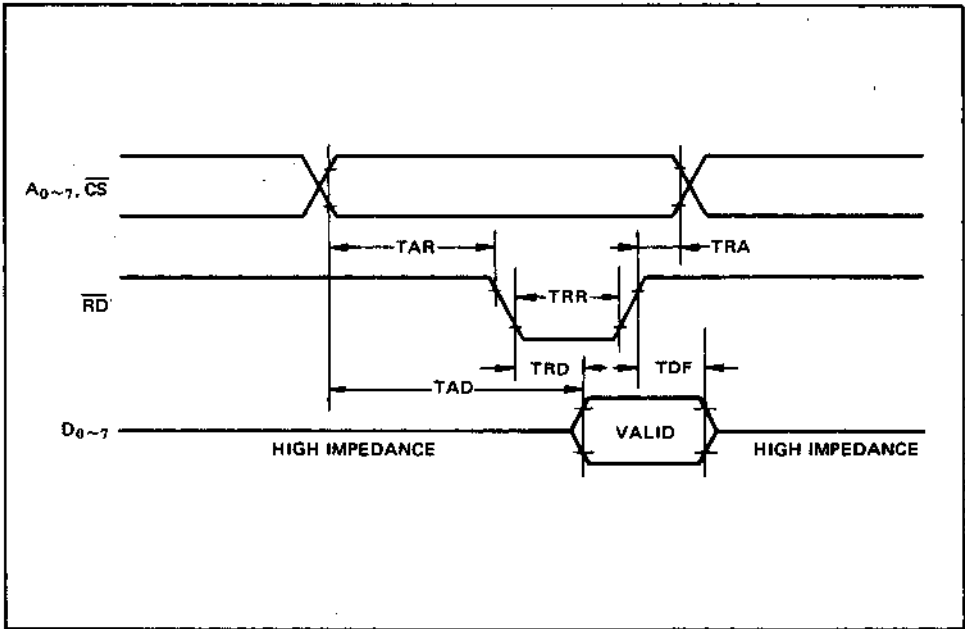 A0~7, CS
TAR
TRA
RD
TRR
TRD
TDF
TAD
D0~7
VALID
HIGH IMPEDANCE
HIGH IMPEDANCE